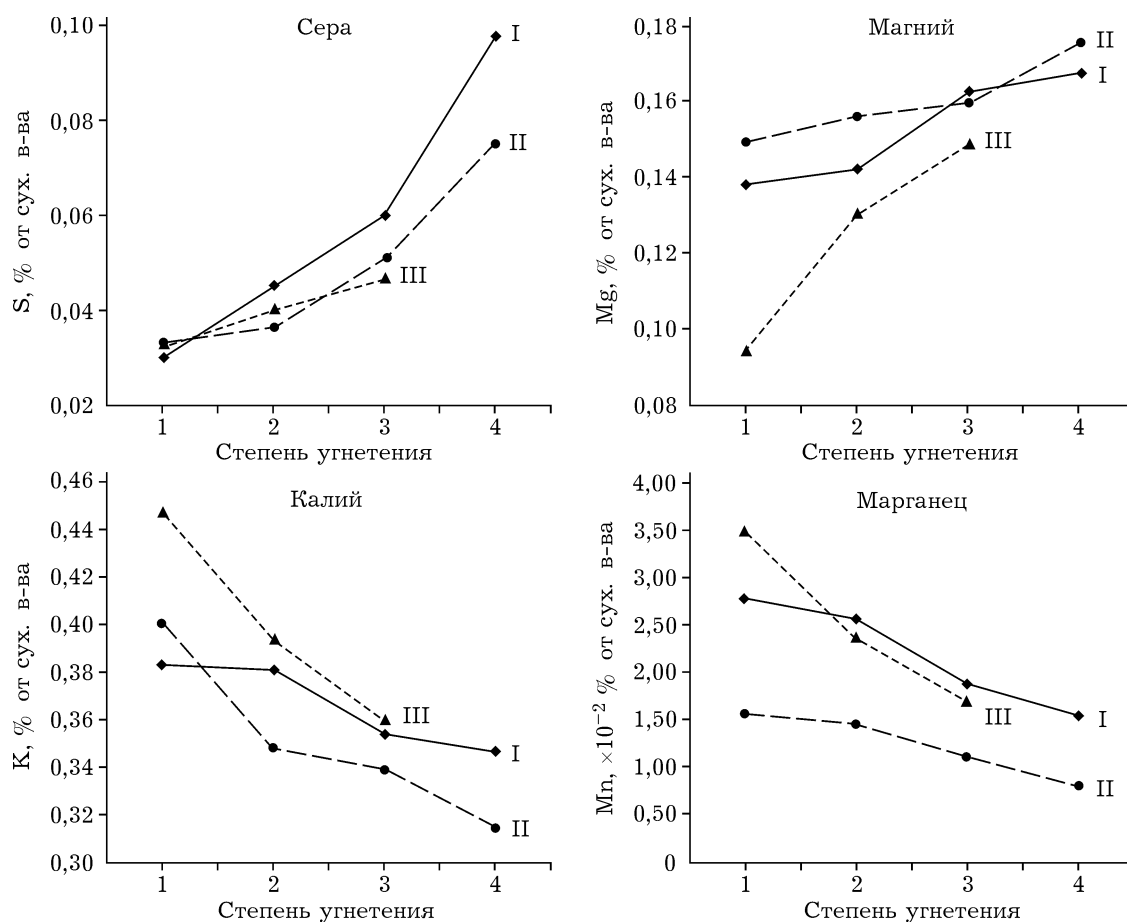 Сера
S, % от сух. в-ва
0,10
0,08
0,06
0,04
0,02
I
II
III
1 2 3 4
Степень угнетения
Магний
Mg, % от сух. в-ва
0,18
0,16
0,14
0,12
0,10
0,08
II
I
III
1 2 3 4
Степень угнетения
Калий
K, % от сух. в-ва
0,46
0,44
0,42
0,40
0,38
0,36
0,34
0,32
0,30
III
I
II
1 2 3 4
Степень угнетения
Марганец
Mn, ×10⁻² % от сух. в-ва
4,00
3,50
3,00
2,50
2,00
1,50
1,00
0,50
0
III
I
II
1 2 3 4
Степень угнетения